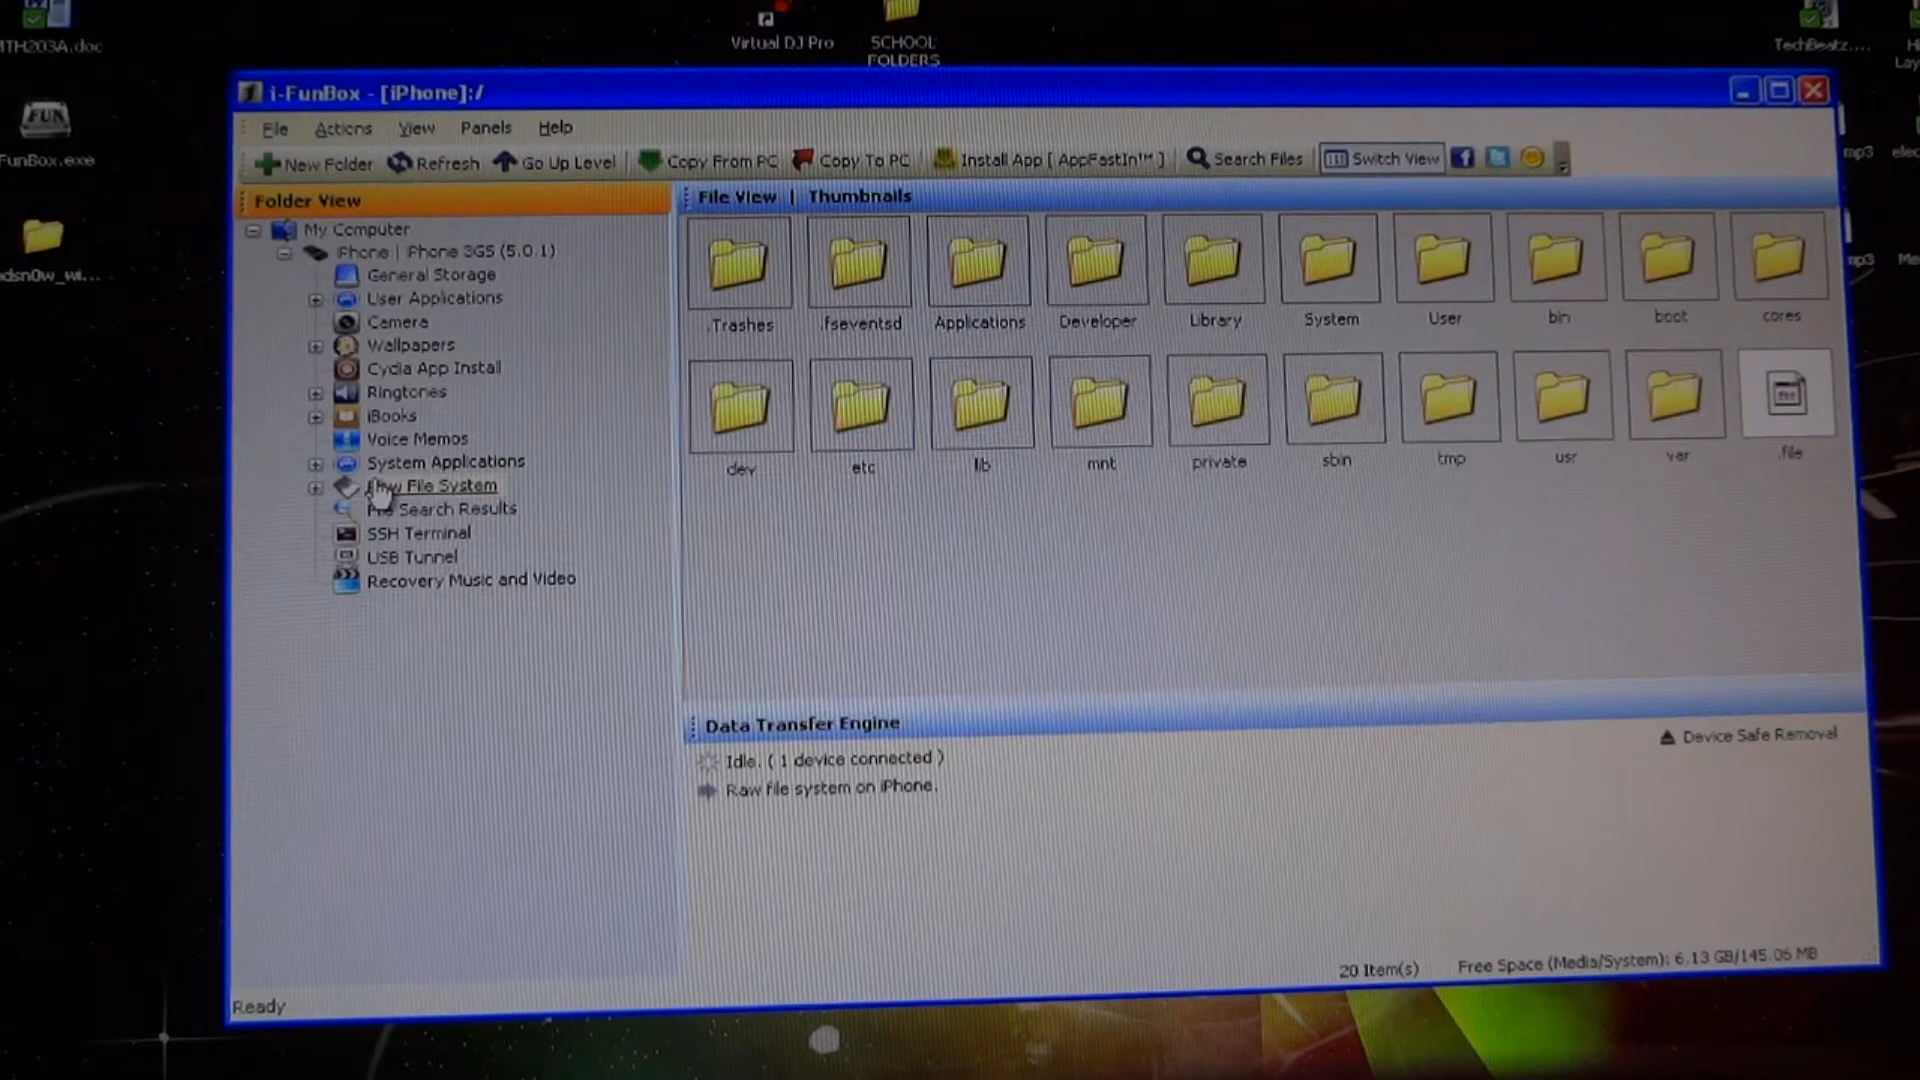 MTH203A.doc
Virtual DJ Pro
SCHOOL
FOLDERS
TechBeatz....
FUN
FunBox.exe
mp3
mp3
i-FunBox - [iPhone]:/
File Actions View Panels Help
New Folder Refresh Go Up Level Copy From PC Copy To PC Install App [ AppFastIn™ ] Search Files Switch View
Folder View
File View | Thumbnails
My Computer
iPhone | iPhone 3GS (5.0.1)
General Storage
User Applications
Camera
Wallpapers
Cydia App Install
Ringtones
iBooks
Voice Memos
System Applications
File System
Search Results
SSH Terminal
USB Tunnel
Recovery Music and Video
.Trashes .fseventsd Applications Developer Library System User bin boot cores
dev etc lib mnt private sbin tmp usr var .file
Data Transfer Engine
Device Safe Removal
Idle. ( 1 device connected )
Raw file system on iPhone.
20 Item(s) Free Space (Media/System): 6.13 GB/145.06 MB
Ready